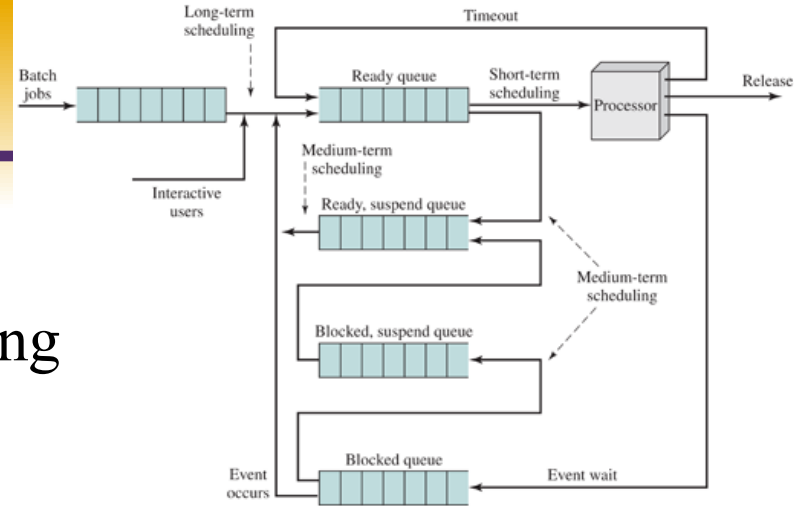 Long-term
scheduling
Timeout
Batch
jobs
Ready queue
Short-term
scheduling
Processor
Release
Medium-term
scheduling
Interactive
users
Ready, suspend queue
Medium-term
scheduling
ng
Blocked, suspend queue
Blocked queue
Event
occurs
Event wait